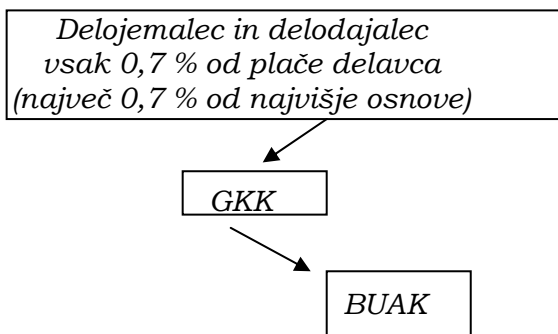 Delojemalec in delodajalec
vsak 0,7 % od plače delavca
(največ 0,7 % od najvišje osnove)
GKK
BUAK